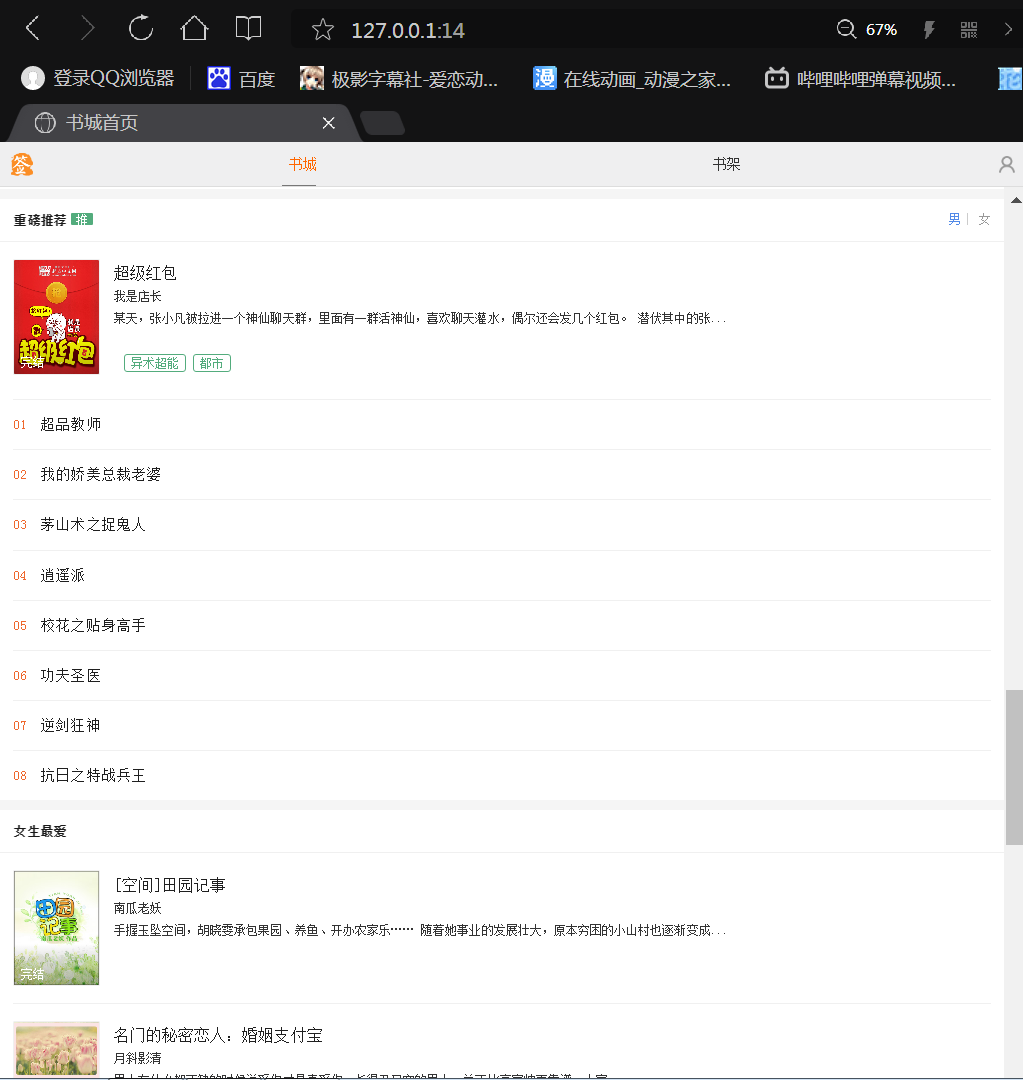 127.0.0.1:14 67%
登录QQ浏览器 百度 极影字幕社-爱恋动... 漫 在线动画_动漫之家... 哔哩哔哩弹幕视频...
书城首页
签 书城 书架
重磅推荐 推 男 女
超级红包
我是店长
某天，张小凡被拉进一个神仙聊天群，里面有一群活神仙，喜欢聊天灌水，偶尔还会发几个红包。 潜伏其中的张...
超级红包
完结
异术超能 都市
01 超品教师
02 我的娇美总裁老婆
03 茅山术之捉鬼人
04 逍遥派
05 校花之贴身高手
06 功夫圣医
07 逆剑狂神
08 抗日之特战兵王
女生最爱
[空间]田园记事
南瓜老妖
手握玉坠空间，胡晓雯承包果园、养鱼、开办农家乐…… 随着她事业的发展壮大，原本穷困的小山村也逐渐变成...
田园
记事
完结
名门的秘密恋人：婚姻支付宝
月斜影清